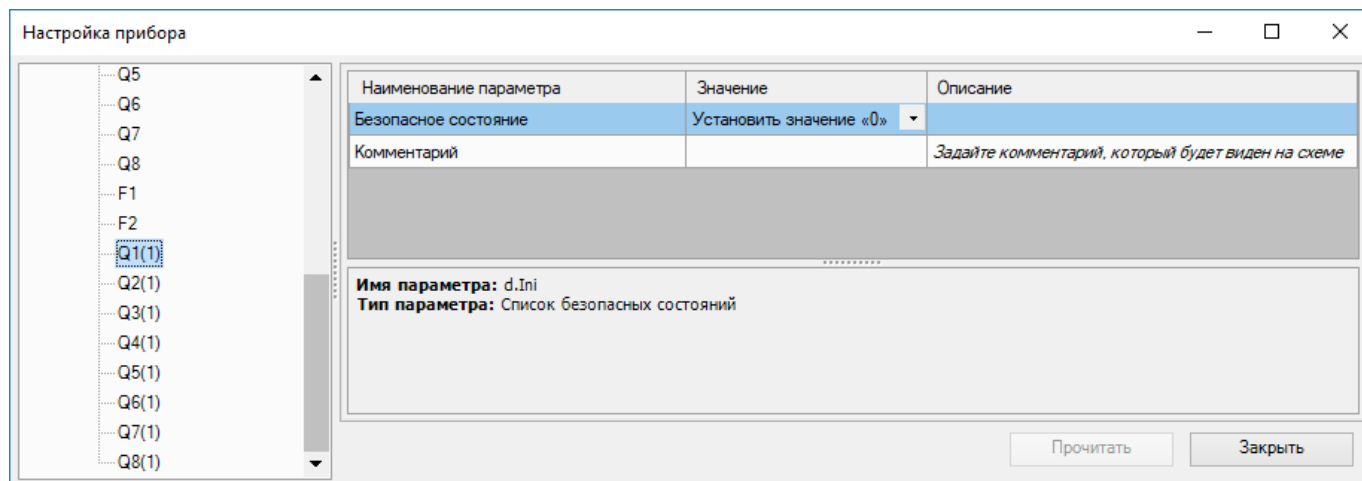 Настройка прибора
Q5
Q6
Q7
Q8
F1
F2
Q1(1)
Q2(1)
Q3(1)
Q4(1)
Q5(1)
Q6(1)
Q7(1)
Q8(1)
Наименование параметра Значение Описание
Безопасное состояние Установить значение «0»
Комментарий Задайте комментарий, который будет виден на схеме
Имя параметра: d.Ini
Тип параметра: Список безопасных состояний
Прочитать Закрыть